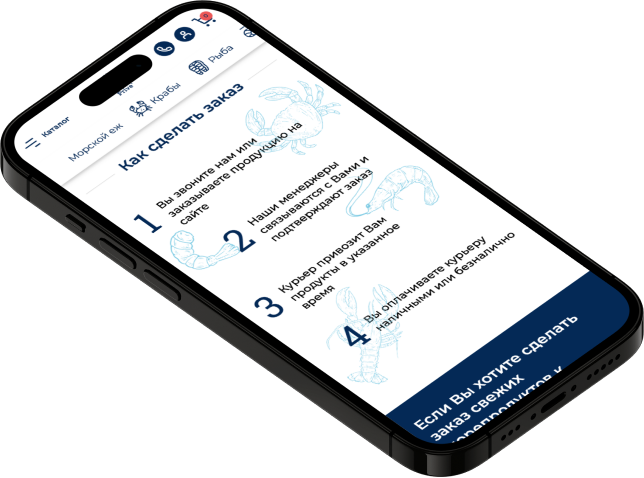 Каталог
Морской еж
Крабы
Рыба
Как сделать заказ
1
Вы звоните нам или
заказываете продукцию на
сайте
2
Наши менеджеры
связываются с Вами и
подтверждают заказ
3
Курьер привозит Вам
продукты в указанное
время
4
Вы оплачиваете курьеру
наличными или безналично
Если Вы хотите сделать
заказ свежих
морепродуктов к